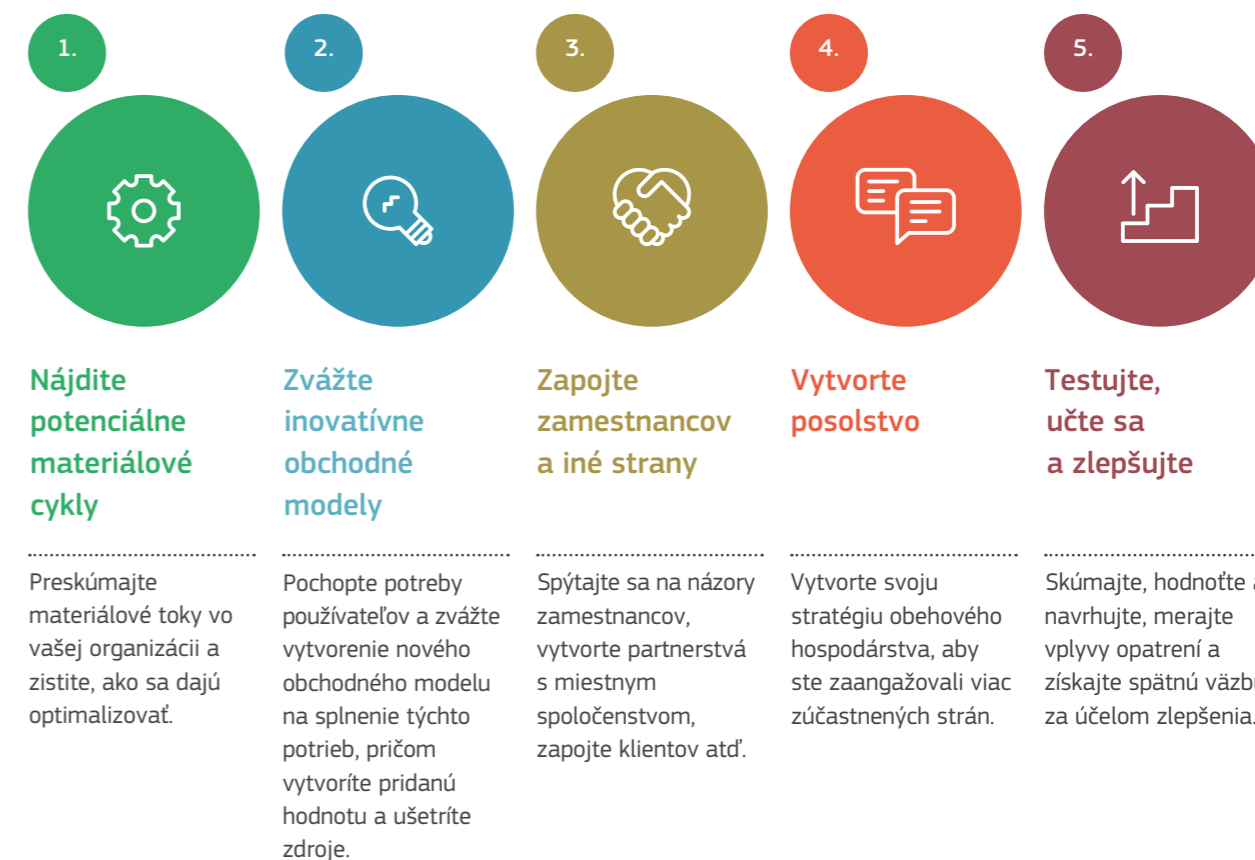 1.
2.
3.
4.
5.
Nájdite
potenciálne
materiálové
cykly
Zvážte
inovatívne
obchodné
modely
Zapojte
zamestnancov
a iné strany
Vytvorte
posolstvo
Testujte,
učte sa
a zlepšujte
Preskúmajte
materiálové toky vo
vašej organizácii a
zistite, ako sa dajú
optimalizovať.
Pochopte potreby
používateľov a zvážte
vytvorenie nového
obchodného modelu
na splnenie týchto
potrieb, pričom
vytvoríte pridanú
hodnotu a ušetríte
zdroje.
Spýtajte sa na názory
zamestnancov,
vytvorte partnerstvá
s miestnym
spoločenstvom,
zapojte klientov atď.
Vytvorte svoju
stratégiu obehového
hospodárstva, aby
ste zaangažovali viac
zúčastnených strán.
Skúmajte, hodnoťte a
navrhujte, merajte
vplyvy opatrení a
získajte spätnú väzbu
za účelom zlepšenia.